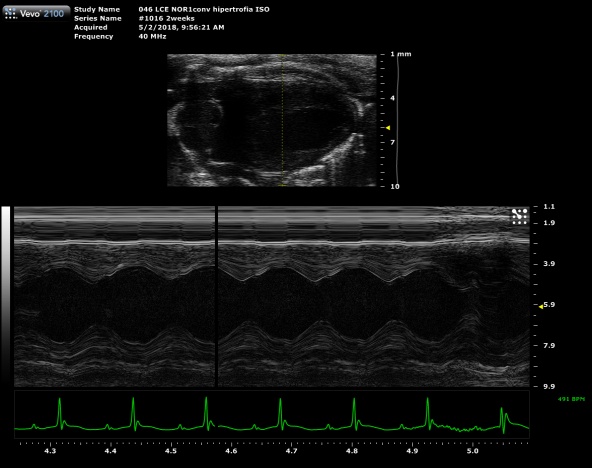 Vevo 2100
Study Name 046 LCE NOR1conv hipertrofia ISO
Series Name #1016 2weeks
Acquired 5/2/2018, 9:56:21 AM
Frequency 40 MHz
1 mm
4
7
10
1.1
1.9
3.9
5.9
7.9
9.9
491 BPM
4.3 4.4 4.5 4.6 4.7 4.8 4.9 5.0